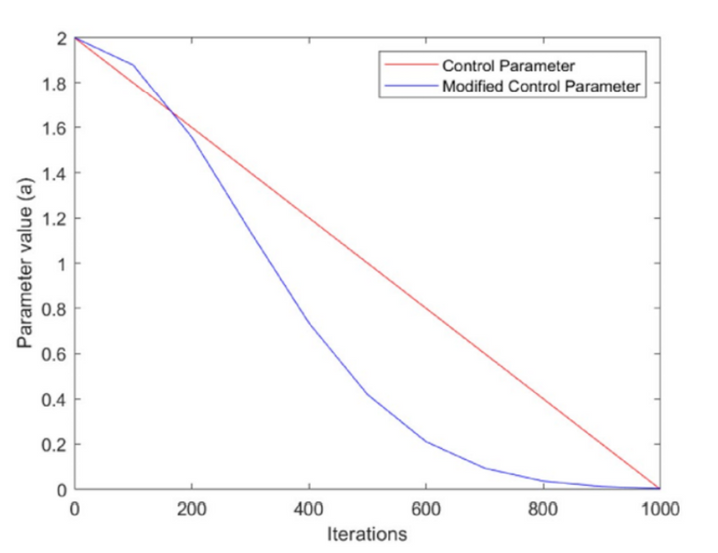 Control Parameter
Modified Control Parameter
2
1.8
1.6
1.4
1.2
1
0.8
0.6
0.4
0.2
0
Parameter value (a)
0 200 400 600 800 1000
Iterations